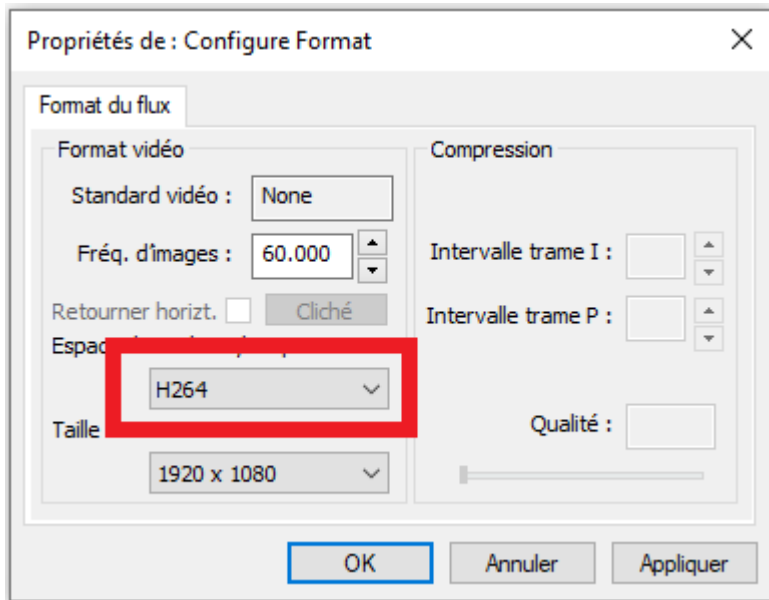 Propriétés de : Configure Format
Format du flux
Format vidéo
Standard vidéo : None
Fréq. d'images : 60.000
Retourner horizt. Cliché
H264
Taille
1920 x 1080
Compression
Intervalle trame I :
Intervalle trame P :
Qualité :
OK Annuler Appliquer